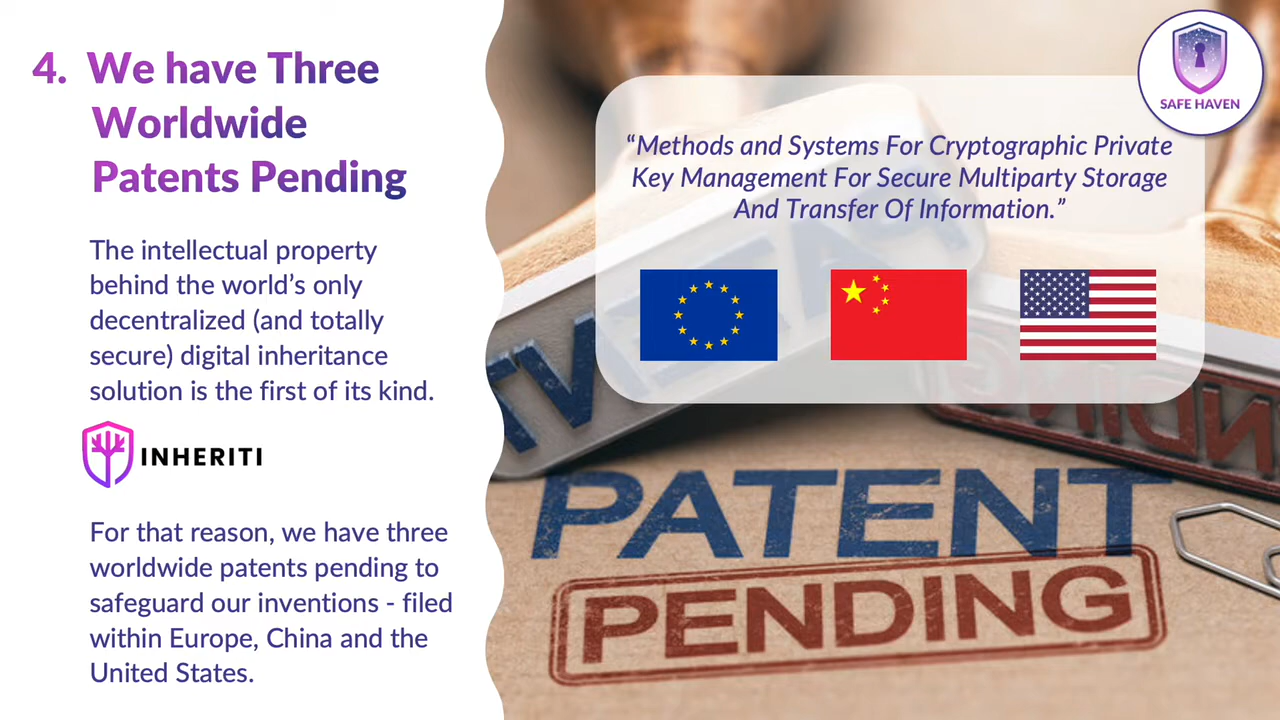 4. We have Three
Worldwide
Patents Pending
The intellectual property
behind the world’s only
decentralized (and totally
secure) digital inheritance
solution is the first of its kind.
INHERITI
For that reason, we have three
worldwide patents pending to
safeguard our inventions - filed
within Europe, China and the
United States.
SAFE HAVEN
“Methods and Systems For Cryptographic Private
Key Management For Secure Multiparty Storage
And Transfer Of Information.”
PATENT
PENDING